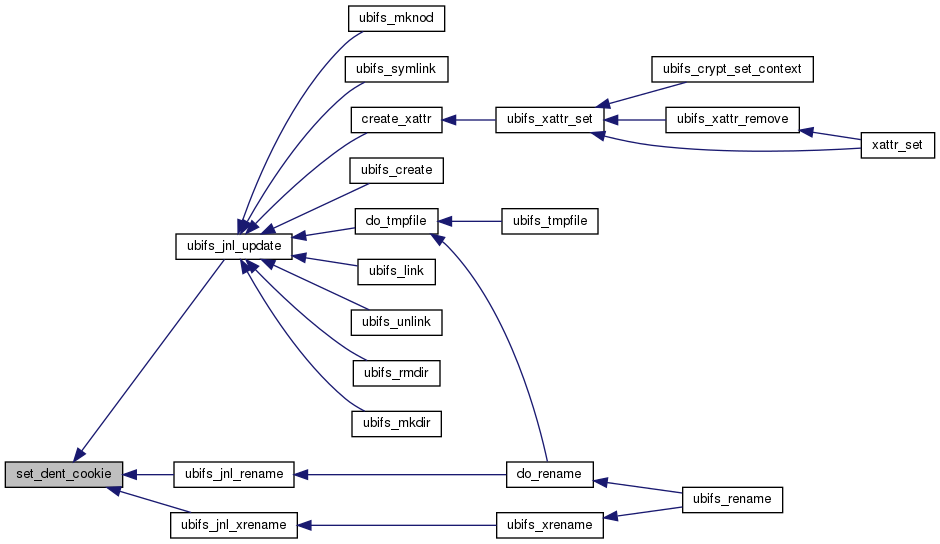 ubifs_mknod
ubifs_symlink
ubifs_crypt_set_context
create_xattr
ubifs_xattr_set
ubifs_xattr_remove
xattr_set
ubifs_create
do_tmpfile
ubifs_tmpfile
ubifs_jnl_update
ubifs_link
ubifs_unlink
ubifs_rmdir
ubifs_mkdir
set_dent_cookie
ubifs_jnl_rename
do_rename
ubifs_rename
ubifs_jnl_xrename
ubifs_xrename